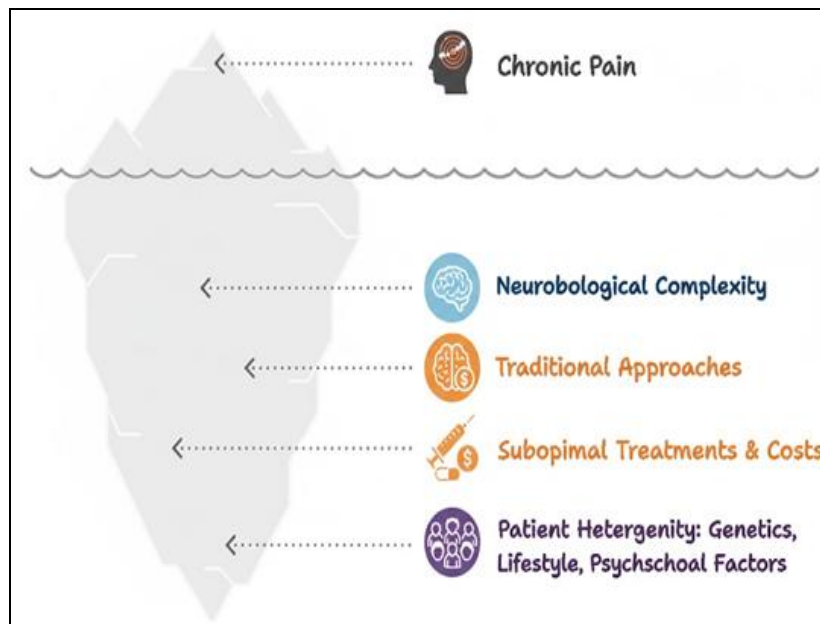 Chronic Pain
Neurobological Complexity
Traditional Approaches
$
Subopimal Treatments & Costs
$
Patient Hetergenity: Genetics,
Lifestyle, Psychschoal Factors